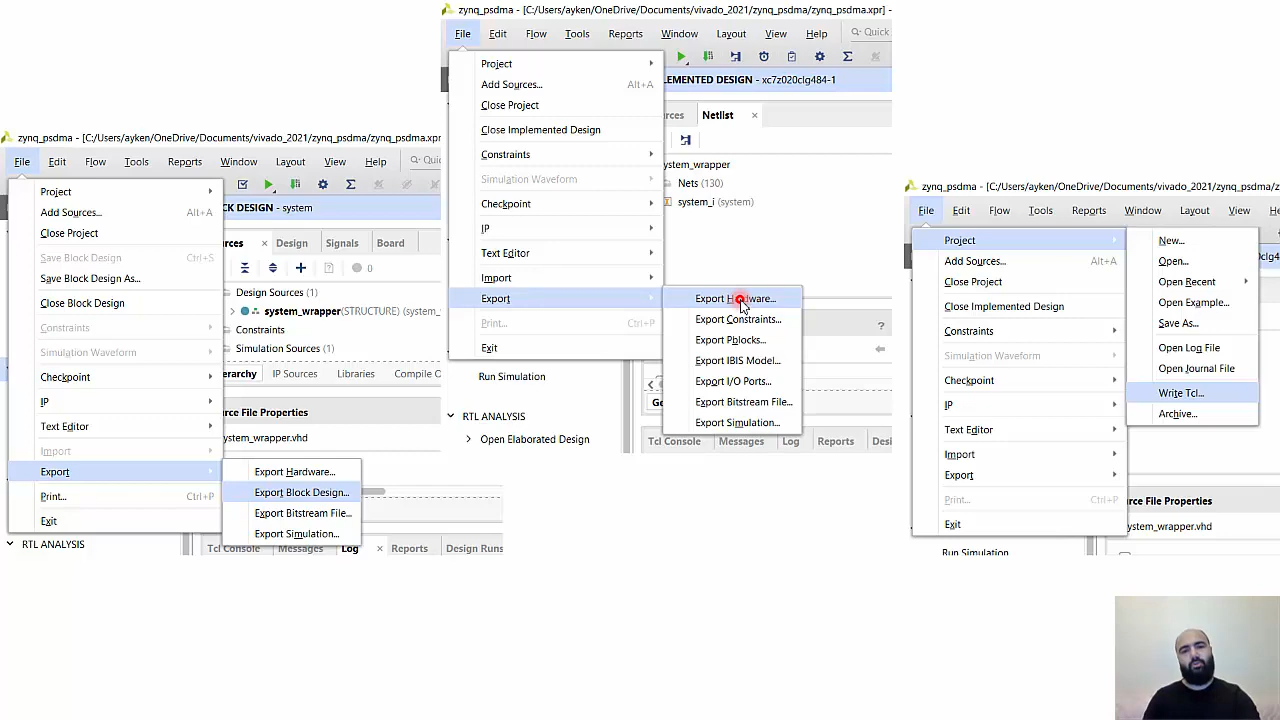 zynq_psdma - [C:/Users/ayken/OneDrive/Documents/vivado_2021/zynq_psdma/zynq_psdma.xpr
File Edit Flow Tools Reports Window Layout View Help Quic
Project
Add Sources... Alt+A
Close Project
Save Block Design Ctrl+S
Save Block Design As...
Close Block Design
Constraints
Simulation Waveform
Checkpoint
IP
Text Editor
Import
Export
Print... Ctrl+P
Exit
RTL ANALYSIS
Export Hardware...
Export Block Design...
Export Bitstream File...
Export Simulation...
CK DESIGN - system
rces × Design Signals Board
0
Design Sources (1)
system_wrapper(STRUCTURE) (system_
Constraints
Simulation Sources (1)
erarchy IP Sources Libraries Compile O
rce File Properties
ystem_wrapper.vhd
Tcl Console Messages Log × Reports Design Runs
zynq_psdma - [C:/Users/ayken/OneDrive/Documents/vivado_2021/zynq_psdma/zynq_psdma.xpr] -
File Edit Flow Tools Reports Window Layout View Help Quick
Project
Add Sources... Alt+A
Close Project
Close Implemented Design
Constraints
Simulation Waveform
Checkpoint
IP
Text Editor
Import
Export
Print... Ctrl+P
Exit
Run Simulation
RTL ANALYSIS
Open Elaborated Design
Export Hardware...
Export Constraints...
Export Pblocks...
Export IBIS Model...
Export I/O Ports...
Export Bitstream File...
Export Simulation...
LEMENTED DESIGN - xc7z020clg484-1
rces Netlist ×
ystem_wrapper
Nets (130)
system_i (system)
?
Ge
Tcl Console Messages Log Reports Desi
zynq_psdma - [C:/Users/ayken/OneDrive/Documents/vivado_2021/zynq_psdma/z
File Edit Flow Tools Reports Window Layout View He
Project
Add Sources... Alt+A
Close Project
Close Implemented Design
Constraints
Simulation Waveform
Checkpoint
IP
Text Editor
Import
Export
Print... Ctrl+P
Exit
Run Simulation
New...
Open...
Open Recent
Open Example...
Save As...
Open Log File
Open Journal File
Write Tcl...
Archive...
rce File Properties
ystem_wrapper.vhd